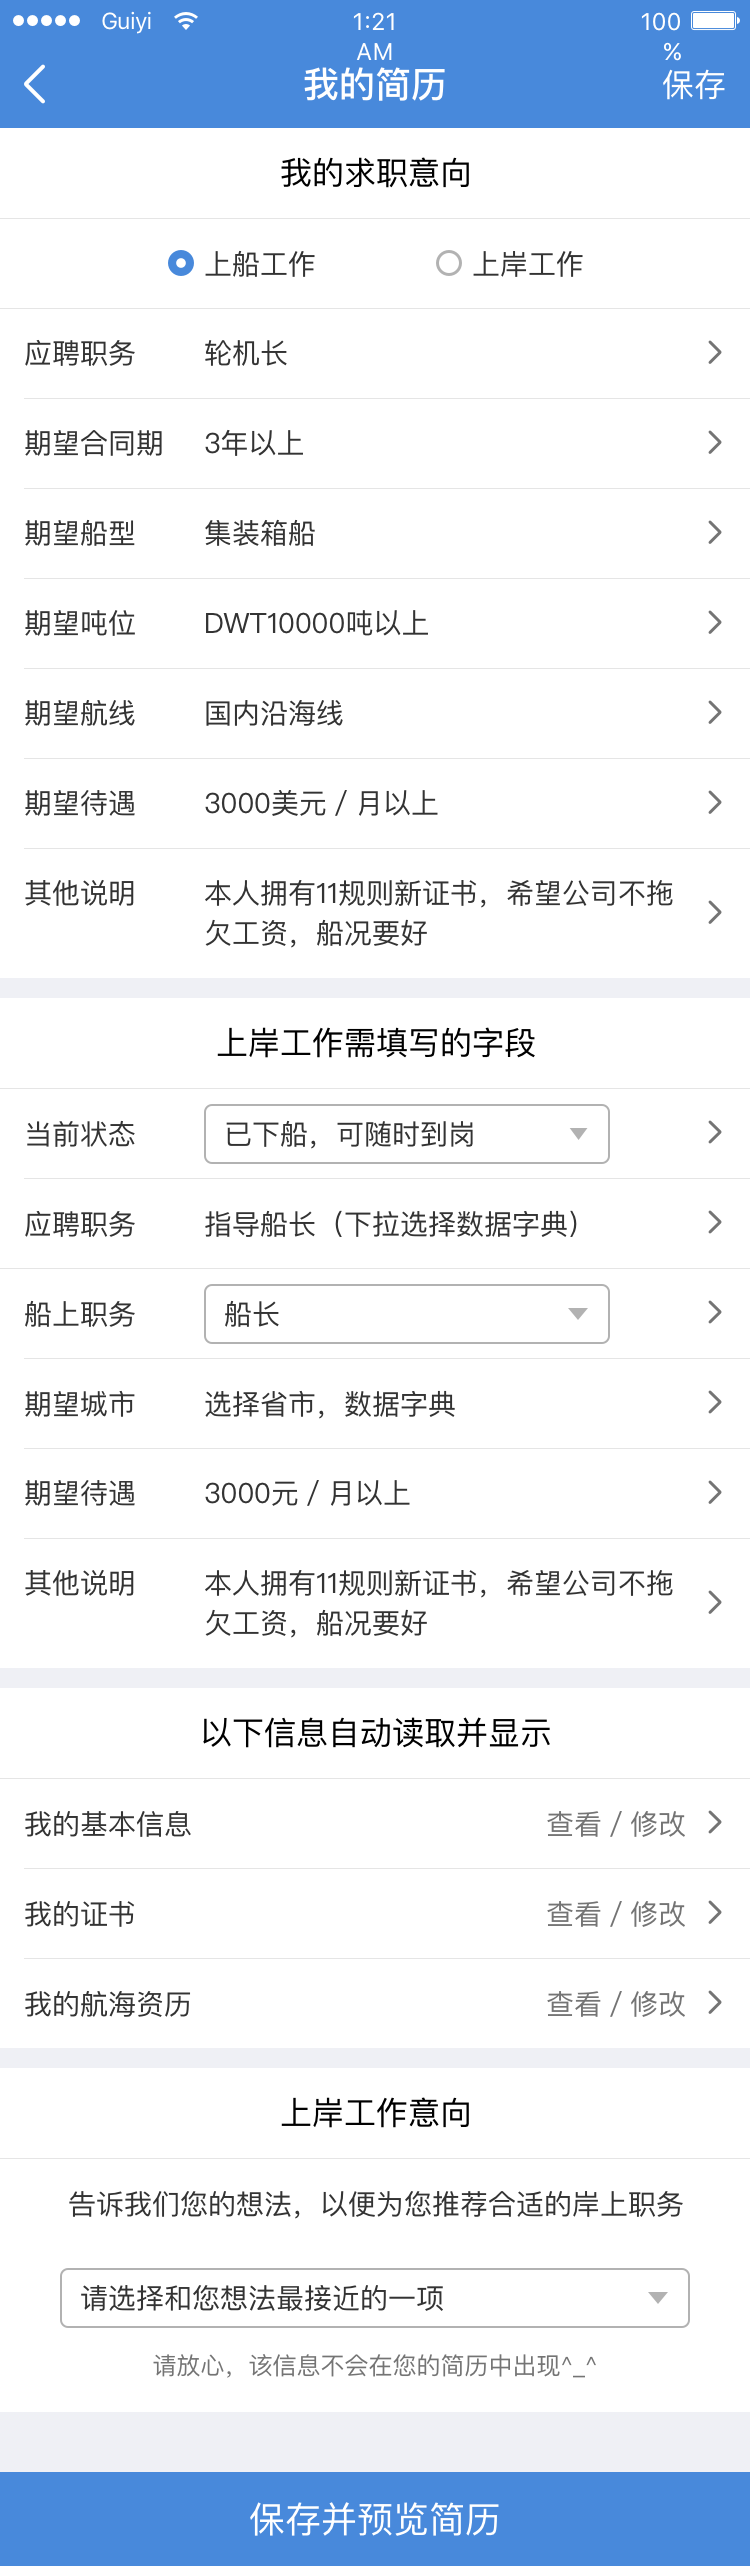 Guiyi 1:21 AM 100 %
我的简历 保存
我的求职意向
上船工作 上岸工作
应聘职务 轮机长
期望合同期 3年以上
期望船型 集装箱船
期望吨位 DWT10000吨以上
期望航线 国内沿海线
期望待遇 3000美元 / 月以上
其他说明 本人拥有11规则新证书，希望公司不拖
欠工资，船况要好
上岸工作需填写的字段
当前状态 已下船，可随时到岗
应聘职务 指导船长（下拉选择数据字典）
船上职务 船长
期望城市 选择省市，数据字典
期望待遇 3000元 / 月以上
其他说明 本人拥有11规则新证书，希望公司不拖
欠工资，船况要好
以下信息自动读取并显示
我的基本信息 查看 / 修改
我的证书 查看 / 修改
我的航海资历 查看 / 修改
上岸工作意向
告诉我们您的想法，以便为您推荐合适的岸上职务
请选择和您想法最接近的一项
请放心，该信息不会在您的简历中出现^_^
保存并预览简历